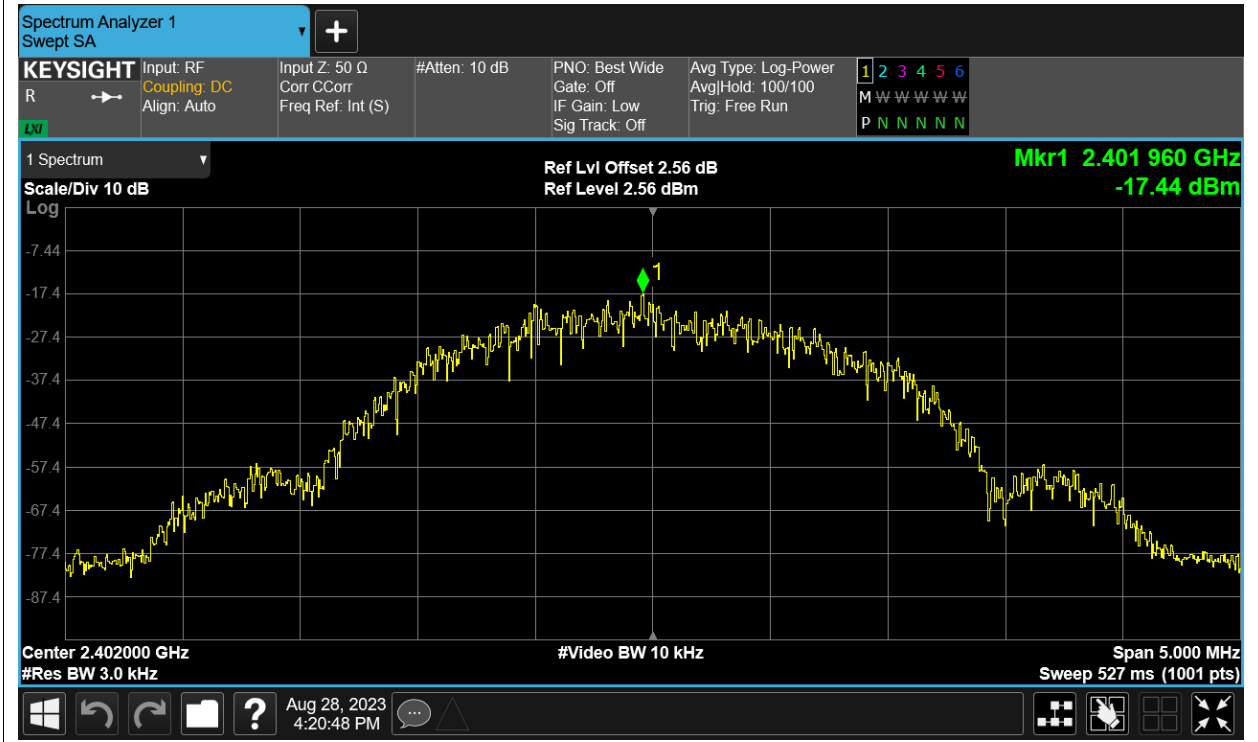 Spectrum Analyzer 1
Swept SA
KEYSIGHT
R
LXI
Input: RF
Coupling: DC
Align: Auto
Input Z: 50 Ω
Corr CCorr
Freq Ref: Int (S)
#Atten: 10 dB
PNO: Best Wide
Gate: Off
IF Gain: Low
Sig Track: Off
Avg Type: Log-Power
Avg|Hold: 100/100
Trig: Free Run
1 2 3 4 5 6
M W W W W W
P N N N N N
1 Spectrum
Scale/Div 10 dB
Log
Ref Lvl Offset 2.56 dB
Ref Level 2.56 dBm
Mkr1 2.401 960 GHz
-17.44 dBm
1
-7.44
-17.4
-27.4
-37.4
-47.4
-57.4
-67.4
-77.4
-87.4
Center 2.402000 GHz
#Res BW 3.0 kHz
#Video BW 10 kHz
Span 5.000 MHz
Sweep 527 ms (1001 pts)
?
Aug 28, 2023
4:20:48 PM